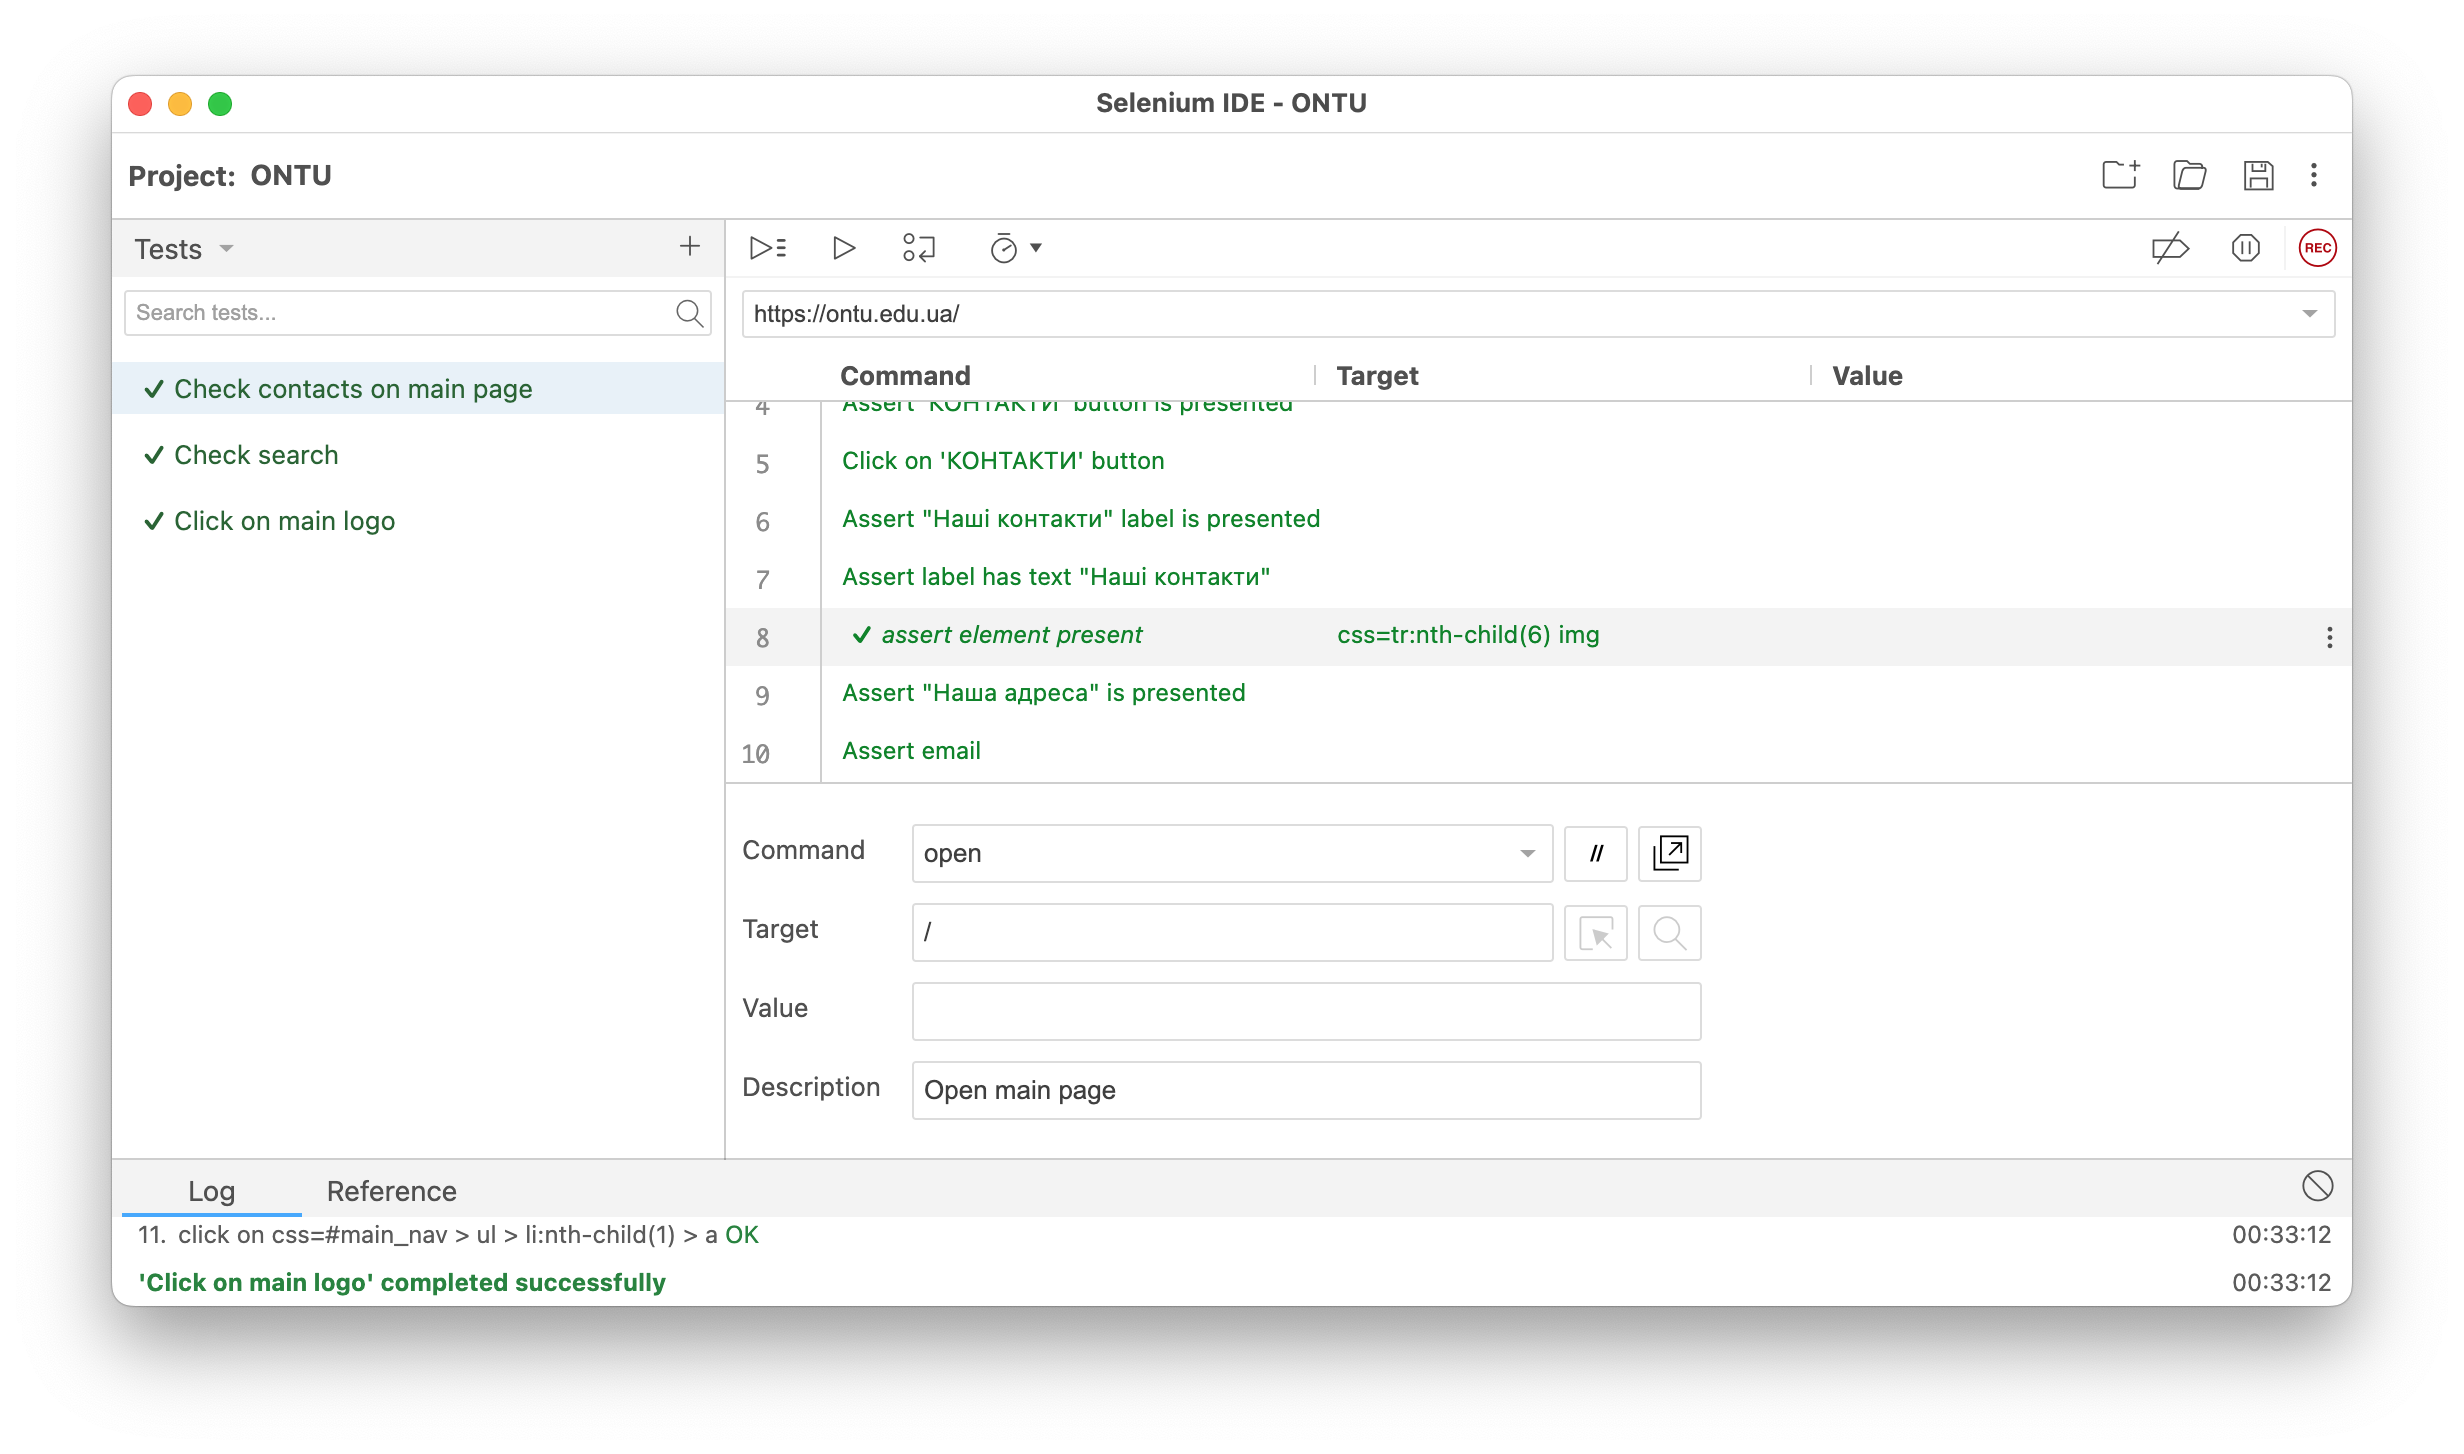 Selenium IDE - ONTU
Project: ONTU
Tests
REC
Search tests...
https://ontu.edu.ua/
Check contacts on main page
Check search
Click on main logo
Command Target Value
4 Assert 'КОНТАКТИ' button is presented
5 Click on 'КОНТАКТИ' button
6 Assert "Наші контакти" label is presented
7 Assert label has text "Наші контакти"
8 assert element present css=tr:nth-child(6) img
9 Assert "Наша адреса" is presented
10 Assert email
Command open //
Target /
Value
Description Open main page
Log Reference
11. click on css=#main_nav > ul > li:nth-child(1) > a OK 00:33:12
'Click on main logo' completed successfully 00:33:12